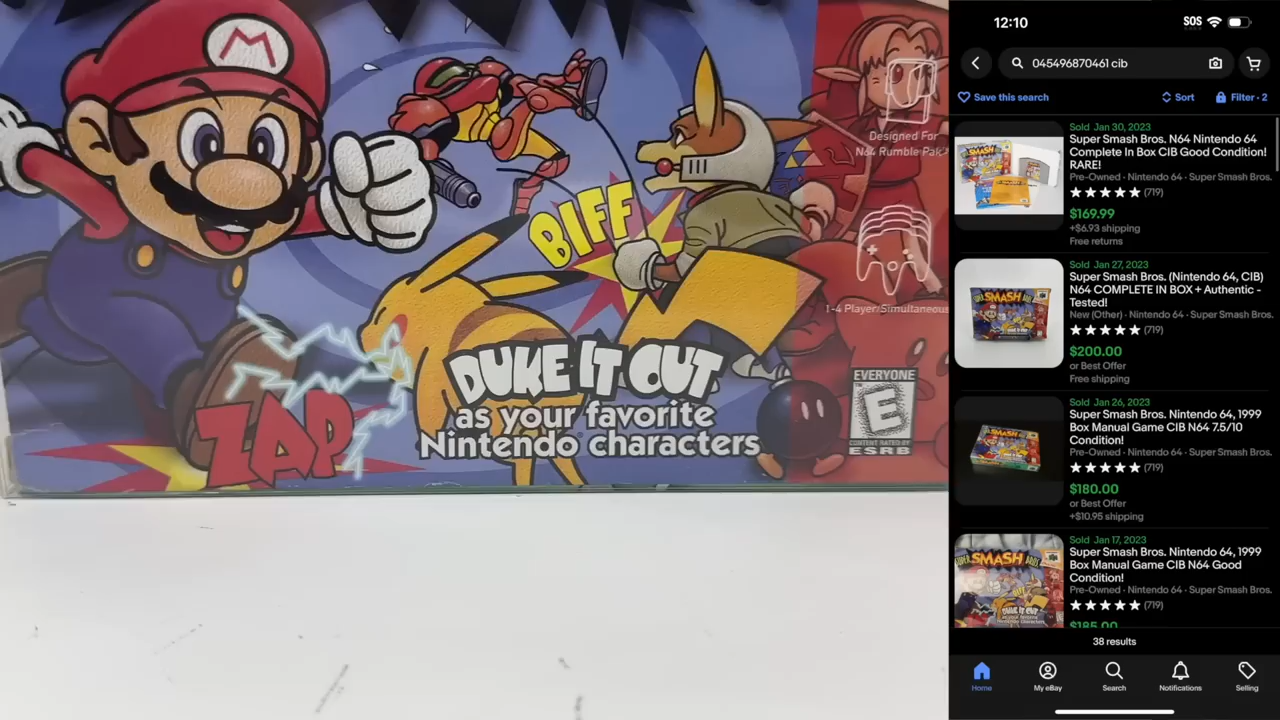 M
BIFF
Designed For
N64 Rumble Pak
1-4 Player/Simultaneous
DUKE IT OUT
as your favorite
Nintendo characters
ZAP
EVERYONE
E
CONTENT RATED BY
ESRB
12:10
SOS
045496870461 cib
Save this search
Sort
Filter · 2
Sold Jan 30, 2023
Super Smash Bros. N64 Nintendo 64
Complete In Box CIB Good Condition!
RARE!
Pre-Owned · Nintendo 64 · Super Smash Bros.
(719)
$169.99
+$6.93 shipping
Free returns
Sold Jan 27, 2023
Super Smash Bros. (Nintendo 64, CIB)
N64 COMPLETE IN BOX + Authentic -
Tested!
New (Other) · Nintendo 64 · Super Smash Bros.
(719)
$200.00
or Best Offer
Free shipping
Sold Jan 26, 2023
Super Smash Bros. Nintendo 64, 1999
Box Manual Game CIB N64 7.5/10
Condition!
Pre-Owned · Nintendo 64 · Super Smash Bros.
(719)
$180.00
or Best Offer
+$10.95 shipping
Sold Jan 17, 2023
Super Smash Bros. Nintendo 64, 1999
Box Manual Game CIB N64 Good
Condition!
Pre-Owned · Nintendo 64 · Super Smash Bros.
(719)
$185.00
SMASH
DUKE IT OUT
38 results
Home
My eBay
Search
Notifications
Selling